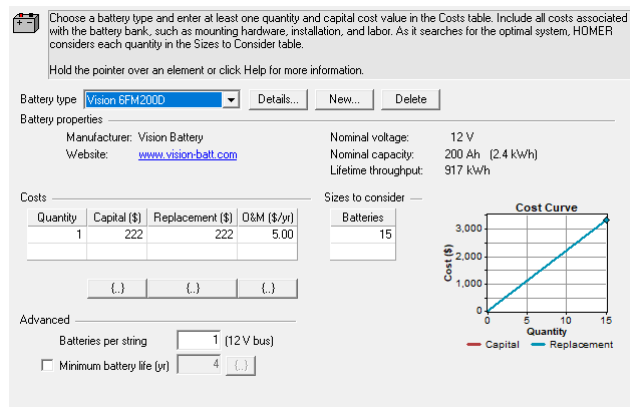 Choose a battery type and enter at least one quantity and capital cost value in the Costs table. Include all costs associated
with the battery bank, such as mounting hardware, installation, and labor. As it searches for the optimal system, HOMER
considers each quantity in the Sizes to Consider table.
Hold the pointer over an element or click Help for more information.
Battery type Vision 6FM200D Details... New... Delete
Battery properties
Manufacturer: Vision Battery Nominal voltage: 12 V
Website: www.vision-batt.com Nominal capacity: 200 Ah (2.4 kWh)
Lifetime throughput: 917 kWh
Costs Sizes to consider
Quantity Capital ($) Replacement ($) O&M ($/yr) Batteries
1 222 222 5.00 15
{..} {..} {..}
Cost Curve
3,000
2,000
1,000
0
Cost ($)
0 5 10 15
Quantity
Capital Replacement
Advanced
Batteries per string 1 (12 V bus)
Minimum battery life (yr) 4 {..}